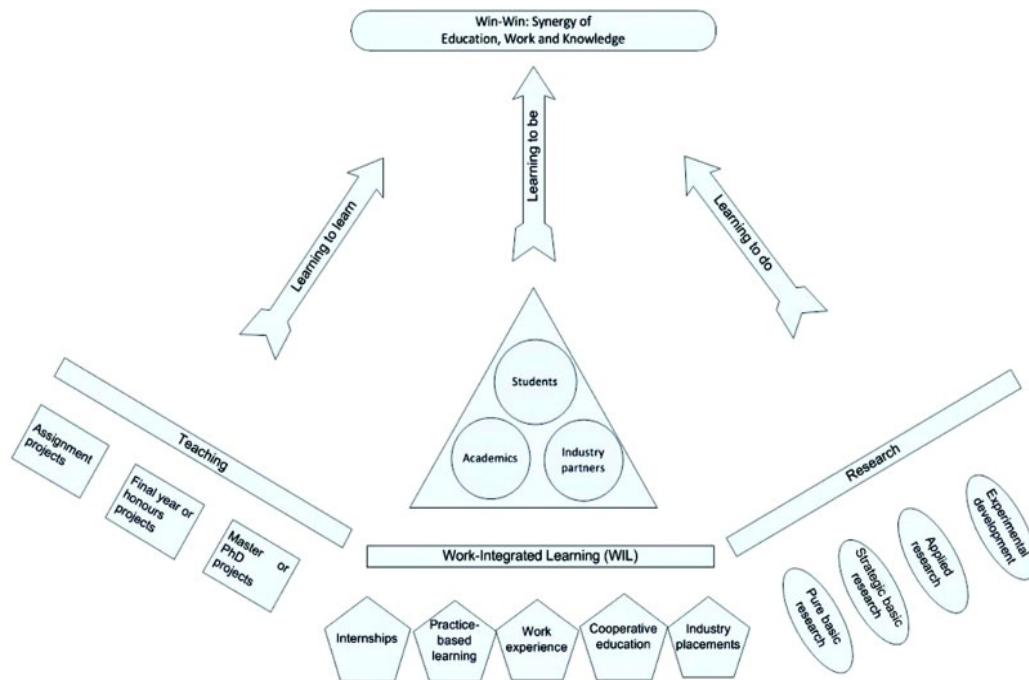 Win-Win: Synergy of
Education, Work and Knowledge
Learning to learn
Learning to be
Learning to do
Students
Academics
Industry
partners
Teaching
Assignment
projects
Final year or
honours
projects
Master or
PhD
projects
Work-Integrated Learning (WIL)
Internships
Practice-
based
learning
Work
experience
Cooperative
education
Industry
placements
Research
Pure basic
research
Strategic basic
research
Applied
research
Experimental
development